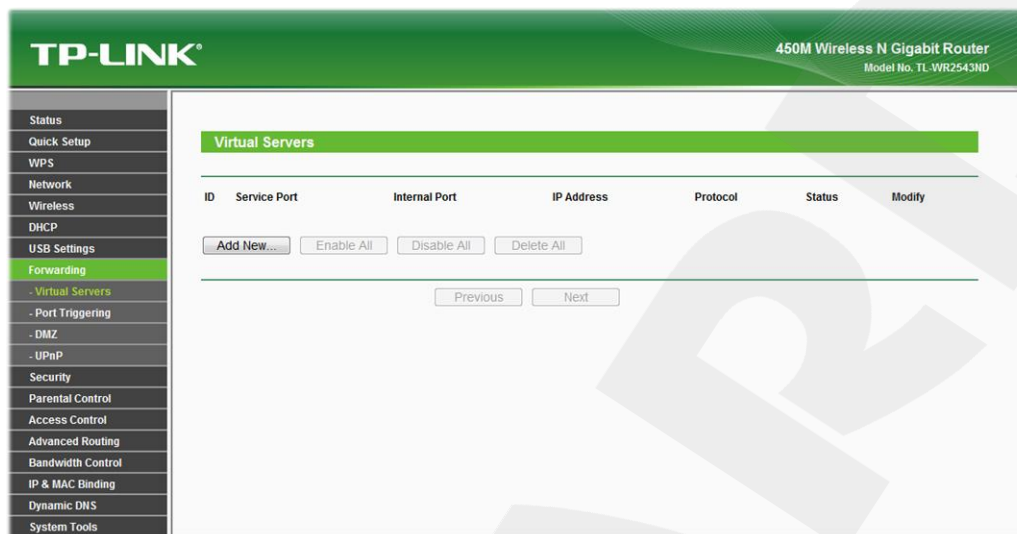 TP-LINK®
450M Wireless N Gigabit Router
Model No. TL-WR2543ND
Status
Quick Setup
WPS
Network
Wireless
DHCP
USB Settings
Forwarding
- Virtual Servers
- Port Triggering
- DMZ
- UPnP
Security
Parental Control
Access Control
Advanced Routing
Bandwidth Control
IP & MAC Binding
Dynamic DNS
System Tools
Virtual Servers
ID Service Port Internal Port IP Address Protocol Status Modify
Add New... Enable All Disable All Delete All
Previous Next